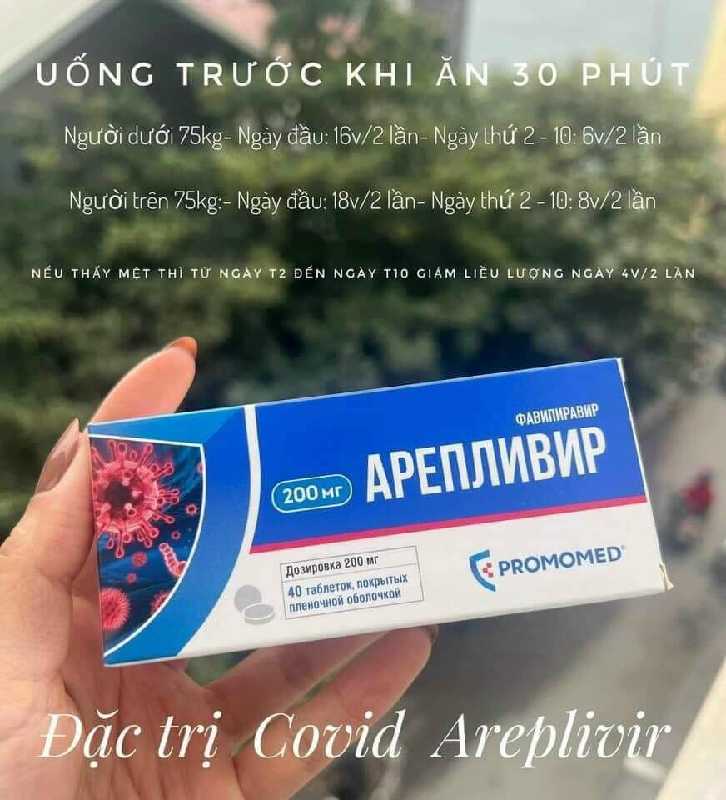 UỐNG TRƯỚC KHI ĂN 30 PHÚT
Người dưới 75kg- Ngày đầu: 16v/2 lần- Ngày thứ 2 - 10: 6v/2 lần
Người trên 75kg:- Ngày đầu: 18v/2 lần- Ngày thứ 2 - 10: 8v/2 lần
NẾU THẤY MỆT THÌ TỪ NGÀY T2 ĐẾN NGÀY T10 GIẢM LIỀU LƯỢNG NGÀY 4V/2 LẦN
ФАВИПИРАВИР
200 мг АРЕПЛИВИР
Дозировка 200 мг
40 таблеток, покрытых
пленочной оболочкой
PROMOMED
Đặc trị Covid Areplivir